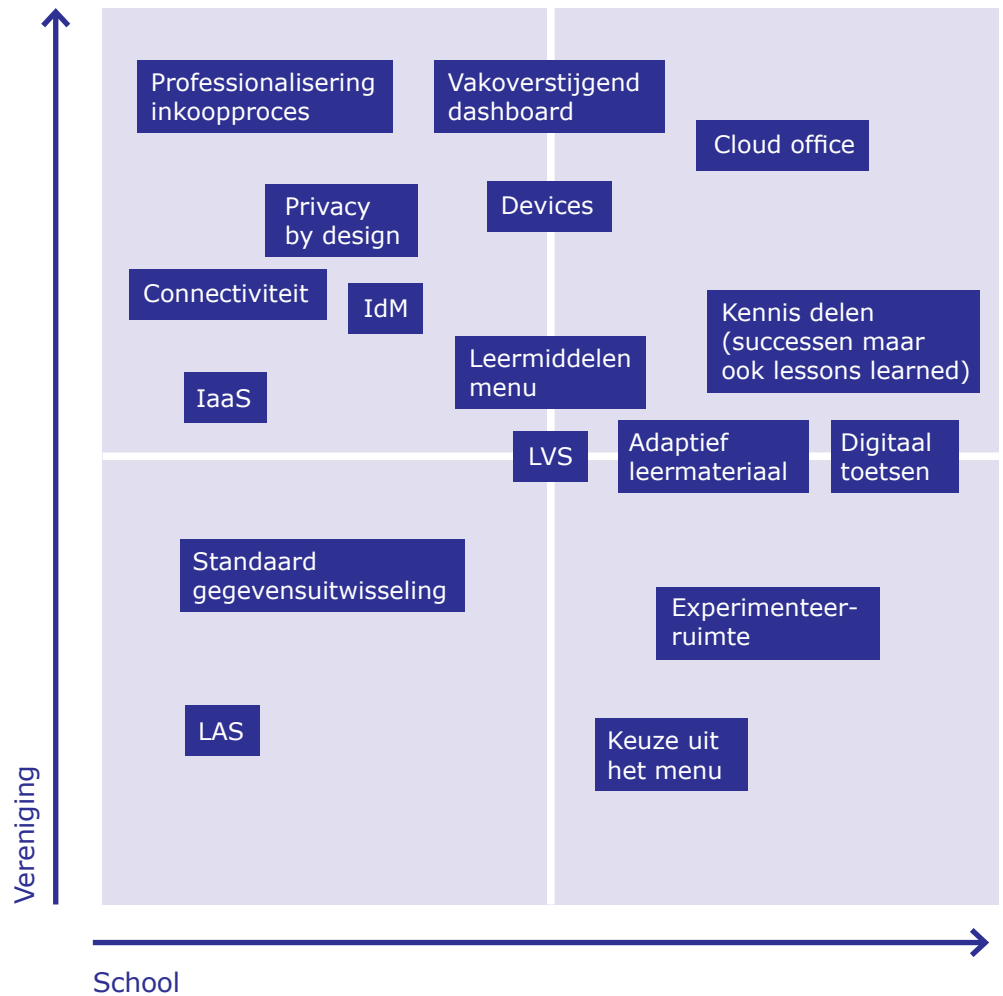 Professionalisering
inkoopproces
Vakoverstijgend
dashboard
Cloud office
Privacy
by design
Devices
Connectiviteit
IdM
Kennis delen
(successen maar
ook lessons learned)
Leermiddelen
menu
IaaS
LVS
Adaptief
leermateriaal
Digitaal
toetsen
Standaard
gegevensuitwisseling
Experimenteer-
ruimte
LAS
Keuze uit
het menu
Vereniging
School